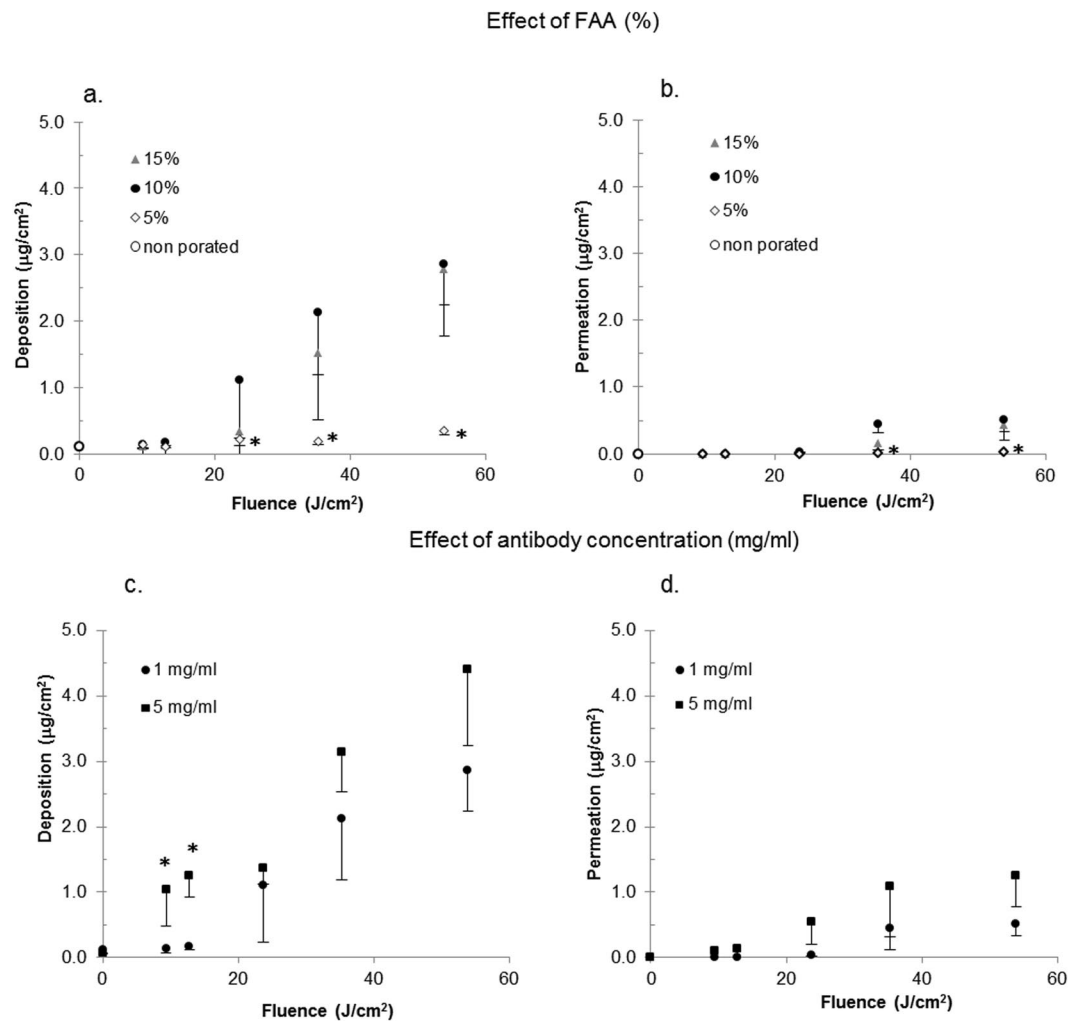 Effect of FAA (%)
a.
5.0
4.0
3.0
2.0
1.0
0.0
0
20
40
60
Deposition (µg/cm²)
Fluence (J/cm²)
15%
10%
5%
non porated
*
*
*
b.
5.0
4.0
3.0
2.0
1.0
0.0
0
20
40
60
Permeation (µg/cm²)
Fluence (J/cm²)
15%
10%
5%
non porated
*
*
Effect of antibody concentration (mg/ml)
c.
5.0
4.0
3.0
2.0
1.0
0.0
0
20
40
60
Deposition (µg/cm²)
Fluence (J/cm²)
1 mg/ml
5 mg/ml
*
*
d.
5.0
4.0
3.0
2.0
1.0
0.0
0
20
40
60
Permeation (µg/cm²)
Fluence (J/cm²)
1 mg/ml
5 mg/ml